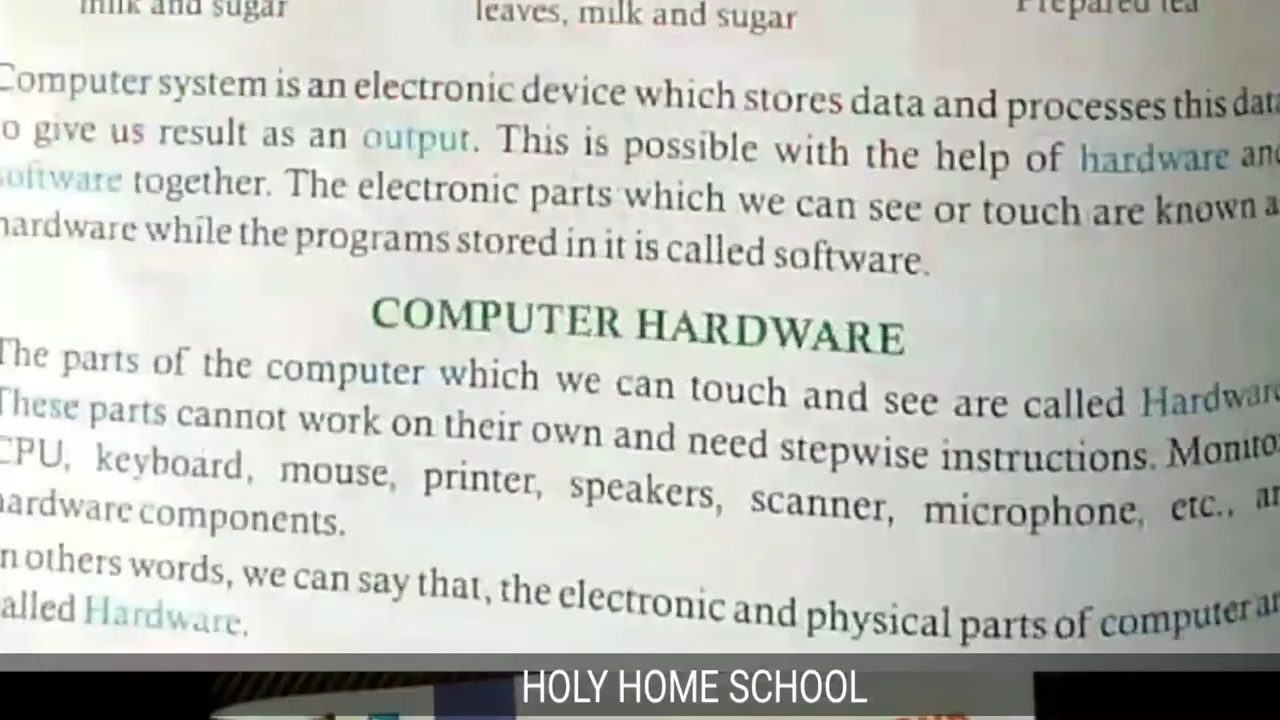 milk and sugar leaves, milk and sugar Prepared tea
Computer system is an electronic device which stores data and processes this data
to give us result as an output. This is possible with the help of hardware and
software together. The electronic parts which we can see or touch are known a
hardware while the programs stored in it is called software.
COMPUTER HARDWARE
The parts of the computer which we can touch and see are called Hardware
These parts cannot work on their own and need stepwise instructions. Monitor
CPU, keyboard, mouse, printer, speakers, scanner, microphone, etc., ar
hardware components.
n others words, we can say that, the electronic and physical parts of computer ar
alled Hardware.
HOLY HOME SCHOOL